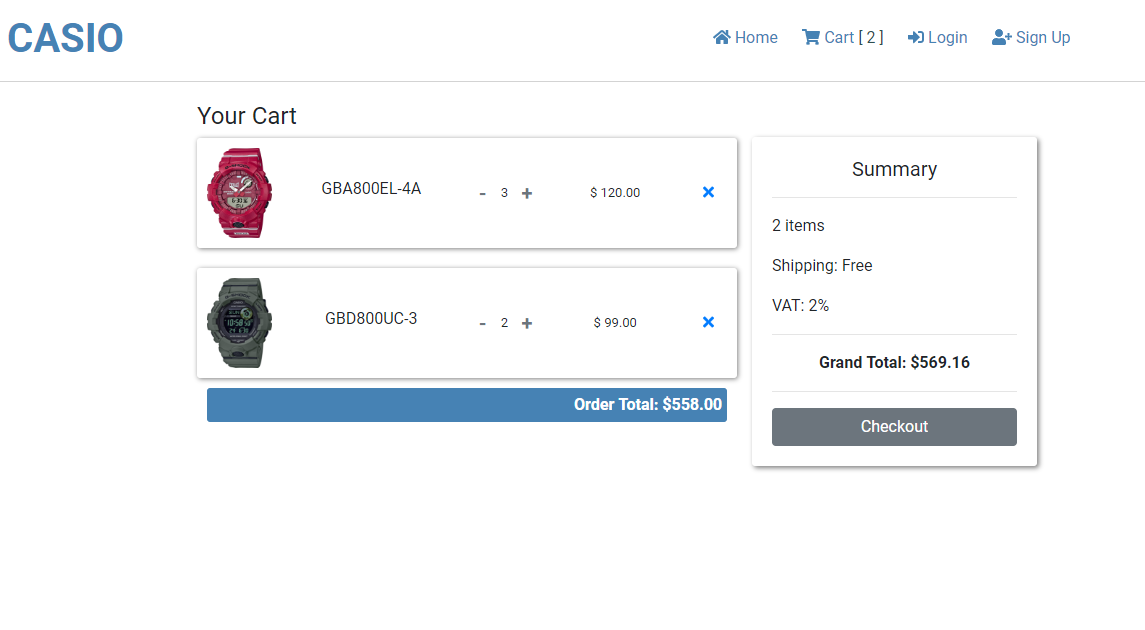 CASIO
Home Cart [ 2 ] Login Sign Up
Your Cart
GBA800EL-4A - 3 + $ 120.00
GBD800UC-3 - 2 + $ 99.00
Order Total: $558.00
Summary
2 items
Shipping: Free
VAT: 2%
Grand Total: $569.16
Checkout